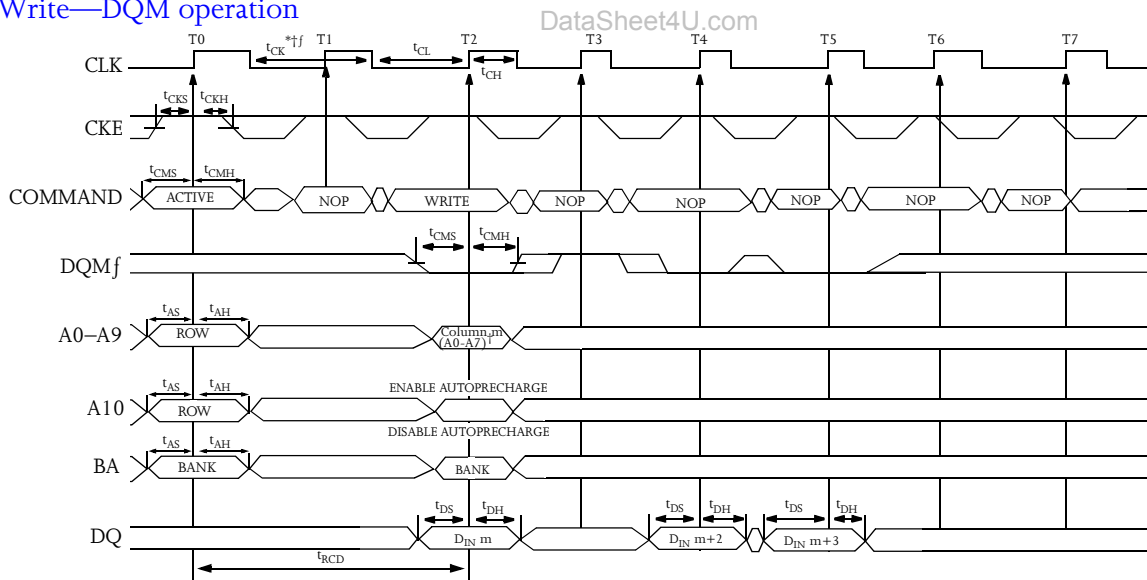 Write—DQM operation
DataSheet4U.com
T0 tCK *†ƒ T1 tCL T2 T3 T4 T5 T6 T7
CLK
tCH
tCKS tCKH
CKE
tCMS tCMH
COMMAND ACTIVE NOP WRITE NOP NOP NOP NOP NOP
tCMS tCMH
DQMƒ
tAS tAH
A0–A9 ROW Column m
(A0-A7)†
tAS tAH ENABLE AUTOPRECHARGE
A10 ROW
DISABLE AUTOPRECHARGE
tAS tAH
BA BANK BANK
tDS tDH tDS tDH tDS tDH
DQ DIN m DIN m+2 DIN m+3
tRCD